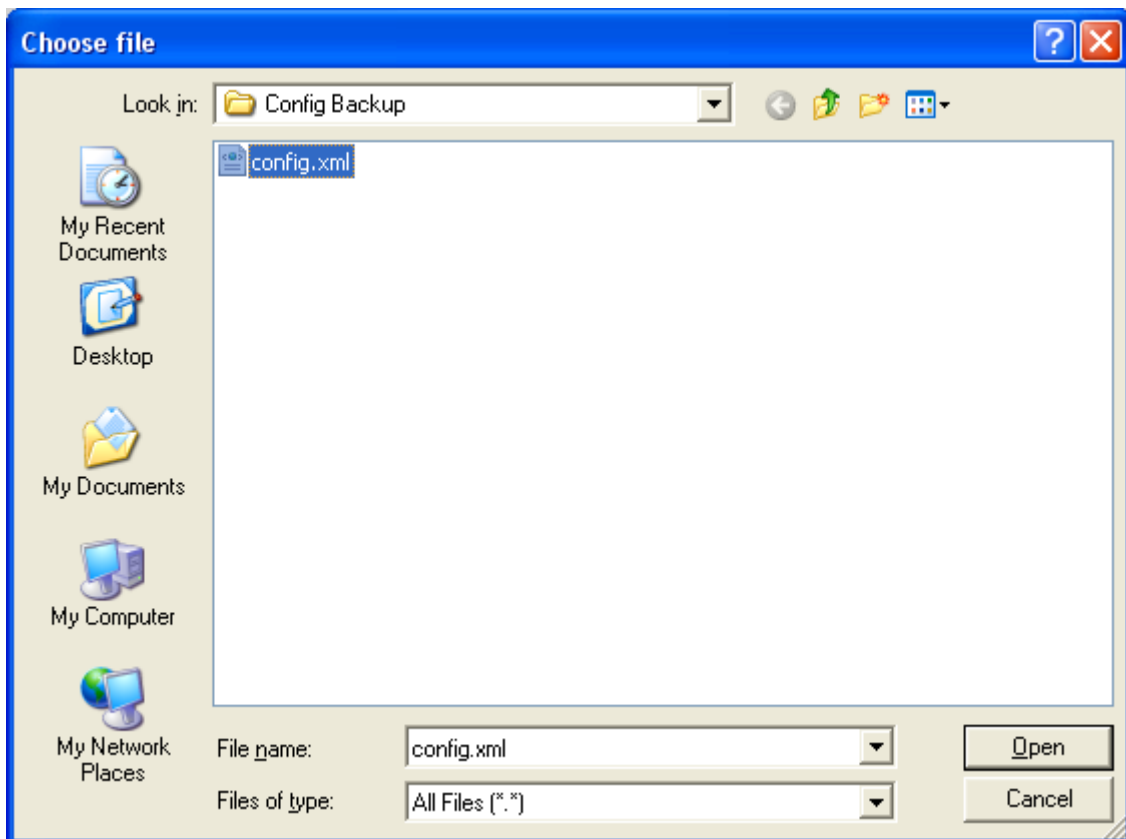 Choose file
Look in: Config Backup
config.xml
My Recent
Documents
Desktop
My Documents
My Computer
My Network
Places
File name: config.xml Open
Files of type: All Files (*.*) Cancel